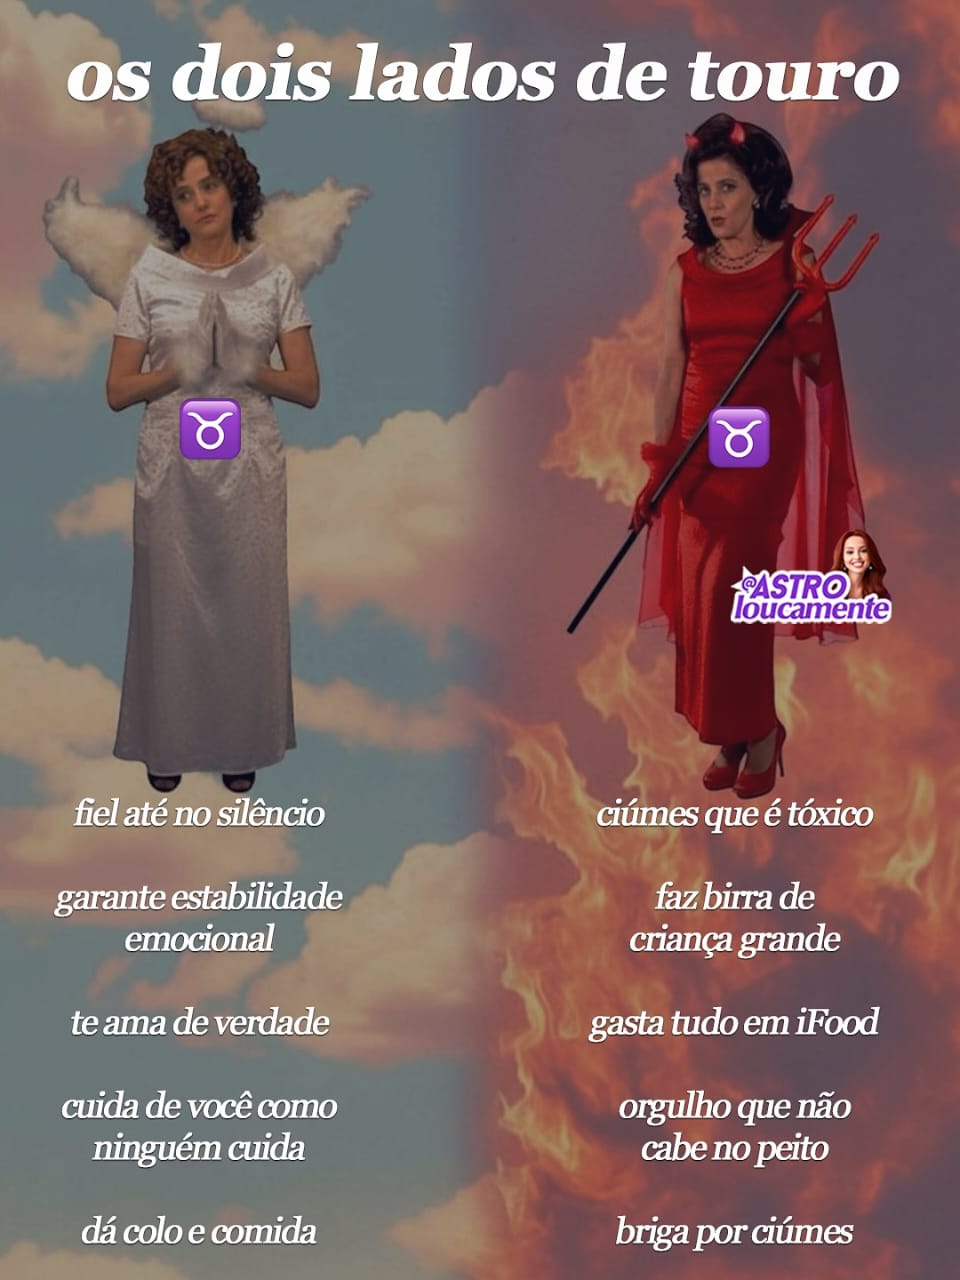 os dois lados de touro
♉
♉
@ASTRO
loucamente
fiel até no silêncio
garante estabilidade
emocional
te ama de verdade
cuida de você como
ninguém cuida
dá colo e comida
ciúmes que é tóxico
faz birra de
criança grande
gasta tudo em iFood
orgulho que não
cabe no peito
briga por ciúmes